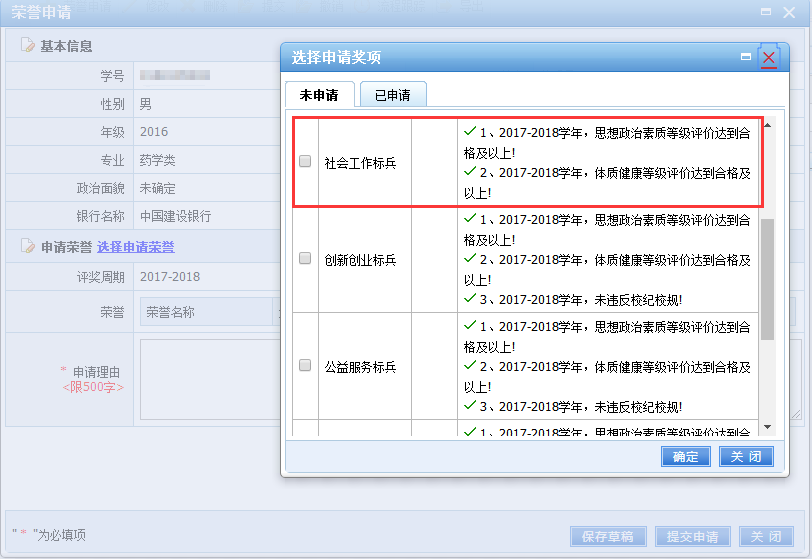 荣誉申请
基本信息
学号
性别 男
年级 2016
专业 药学类
政治面貌 未确定
银行名称 中国建设银行
申请荣誉 选择申请荣誉
评奖周期 2017-2018
荣誉 荣誉名称
* 申请理由
<限500字>
"*"为必填项
保存草稿 提交申请 关 闭
选择申请奖项
未申请 已申请
社会工作标兵
✓ 1、2017-2018学年，思想政治素质等级评价达到合
格及以上!
✓ 2、2017-2018学年，体质健康等级评价达到合格及
以上!
创新创业标兵
✓ 1、2017-2018学年，思想政治素质等级评价达到合
格及以上!
✓ 2、2017-2018学年，体质健康等级评价达到合格及
以上!
✓ 3、2017-2018学年，未违反校纪校规!
公益服务标兵
✓ 1、2017-2018学年，思想政治素质等级评价达到合
格及以上!
✓ 2、2017-2018学年，体质健康等级评价达到合格及
以上!
✓ 3、2017-2018学年，未违反校纪校规!
✓ 1、2017-2018学年，思想政治素质等级评价达到合
确定 关 闭